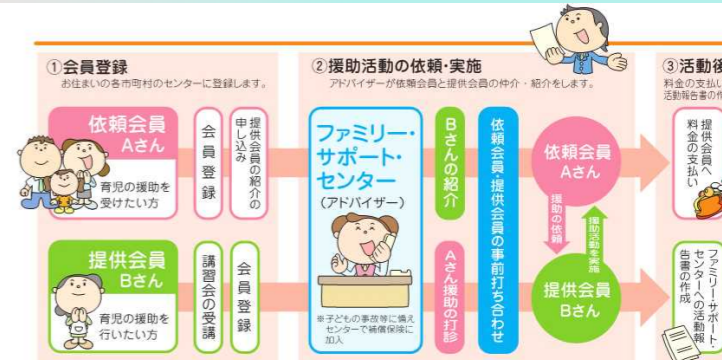 ①会員登録
お住まいの各市町村のセンターに登録します。
依頼会員
Aさん
育児の援助を
受けたい方
会員登録
提供会員の紹介の
申し込み
提供会員
Bさん
育児の援助を
行いたい方
講習会の受講
会員登録
②援助活動の依頼・実施
アドバイザーが依頼会員と提供会員の仲介・紹介をします。
ファミリー・
サポート・
センター
(アドバイザー)
※子どもの事故等に備え
センターで補償保険に
加入
Bさんの紹介
Aさん援助の打診
依頼会員・提供会員の事前打ち合わせ
依頼会員
Aさん
援助の依頼
援助活動を実施
提供会員
Bさん
③活動後
料金の支払い
活動報告書の作
提供会員へ
料金の支払い
ファミリー・サポート・
センターへの活動報
告書の作成